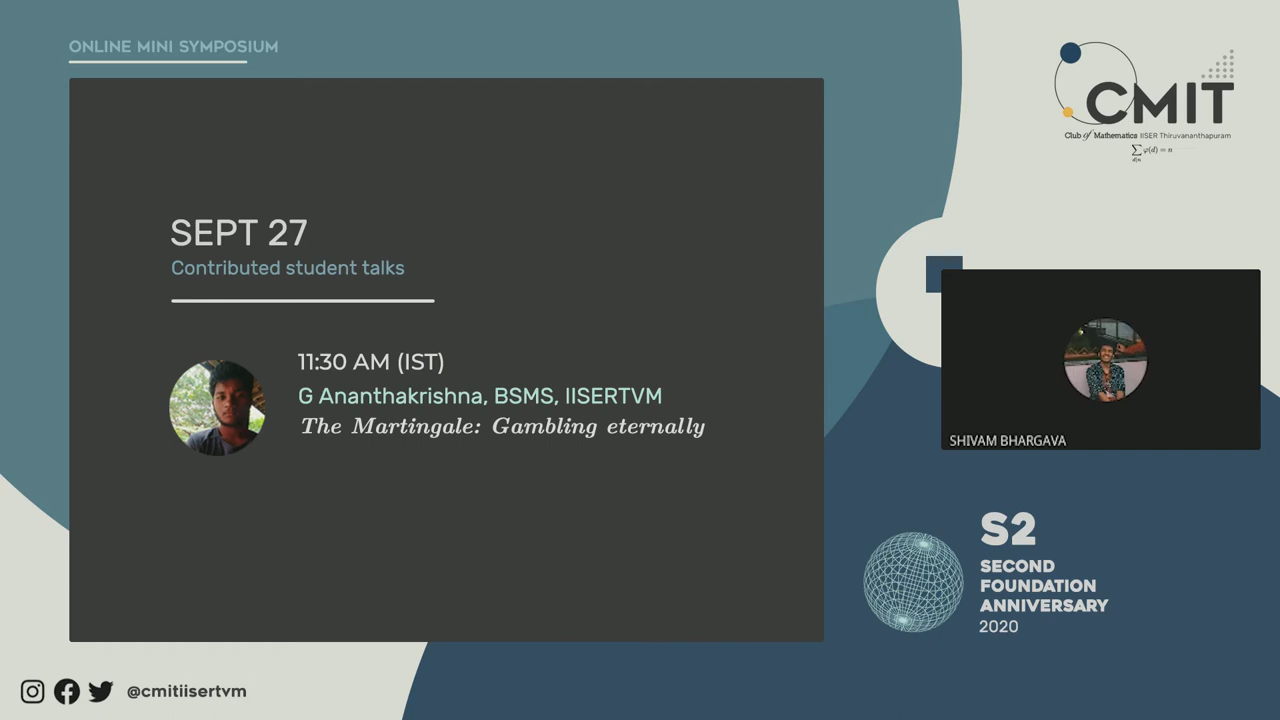 ONLINE MINI SYMPOSIUM
CMIT
Club of Mathematics IISER Thiruvananthapuram
∑ φ(d) = n
d|n
SEPT 27
Contributed student talks
11:30 AM (IST)
G Ananthakrishna, BSMS, IISERTVM
The Martingale: Gambling eternally
SHIVAM BHARGAVA
S2
SECOND
FOUNDATION
ANNIVERSARY
2020
@cmitiisertvm